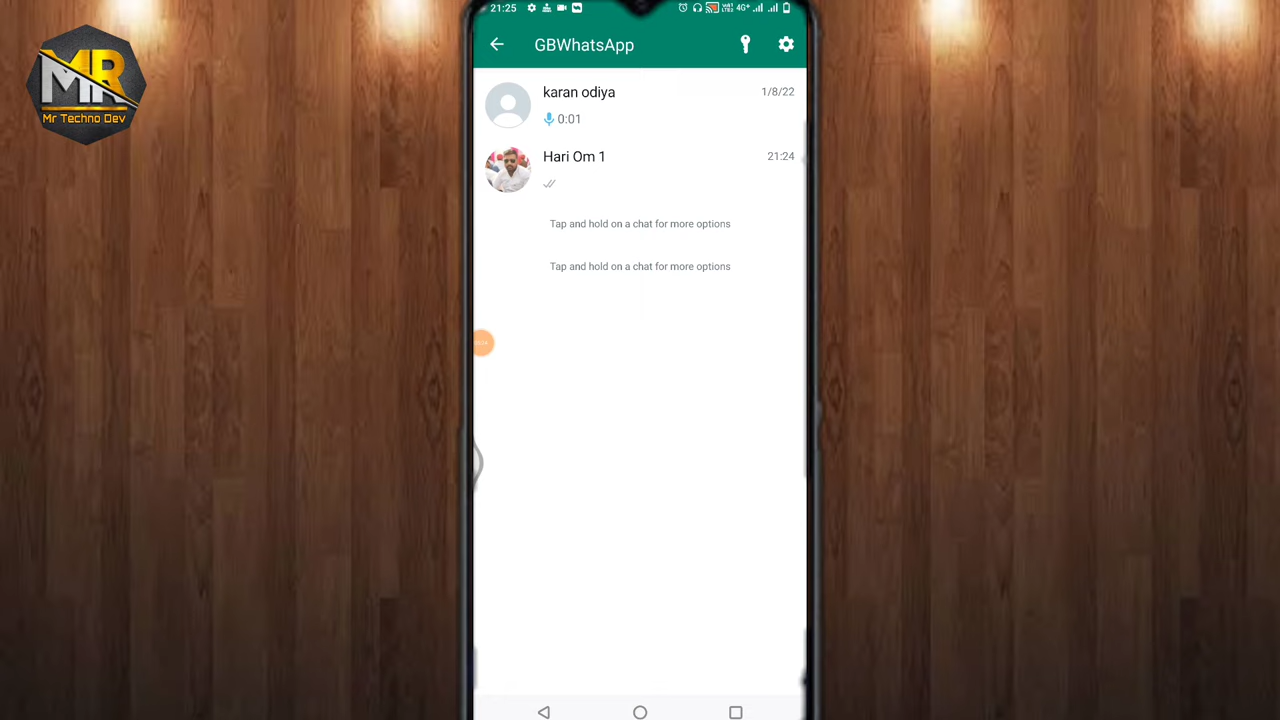 21:25
4G+
GBWhatsApp
karan odiya
1/8/22
0:01
Hari Om 1
21:24
Tap and hold on a chat for more options
Tap and hold on a chat for more options
MR
Mr Techno Dev